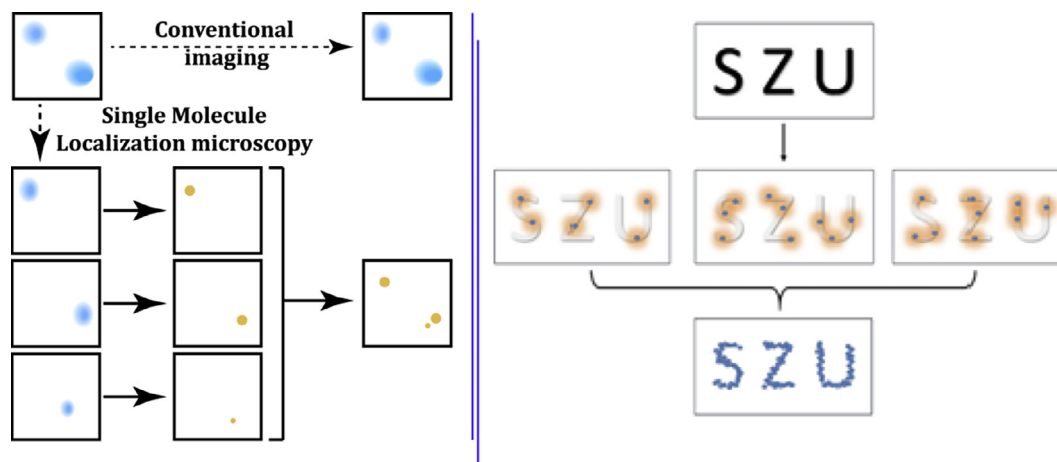 Conventional
imaging
Single Molecule
Localization microscopy
SZU
SZU
SZU
SZU
SZU